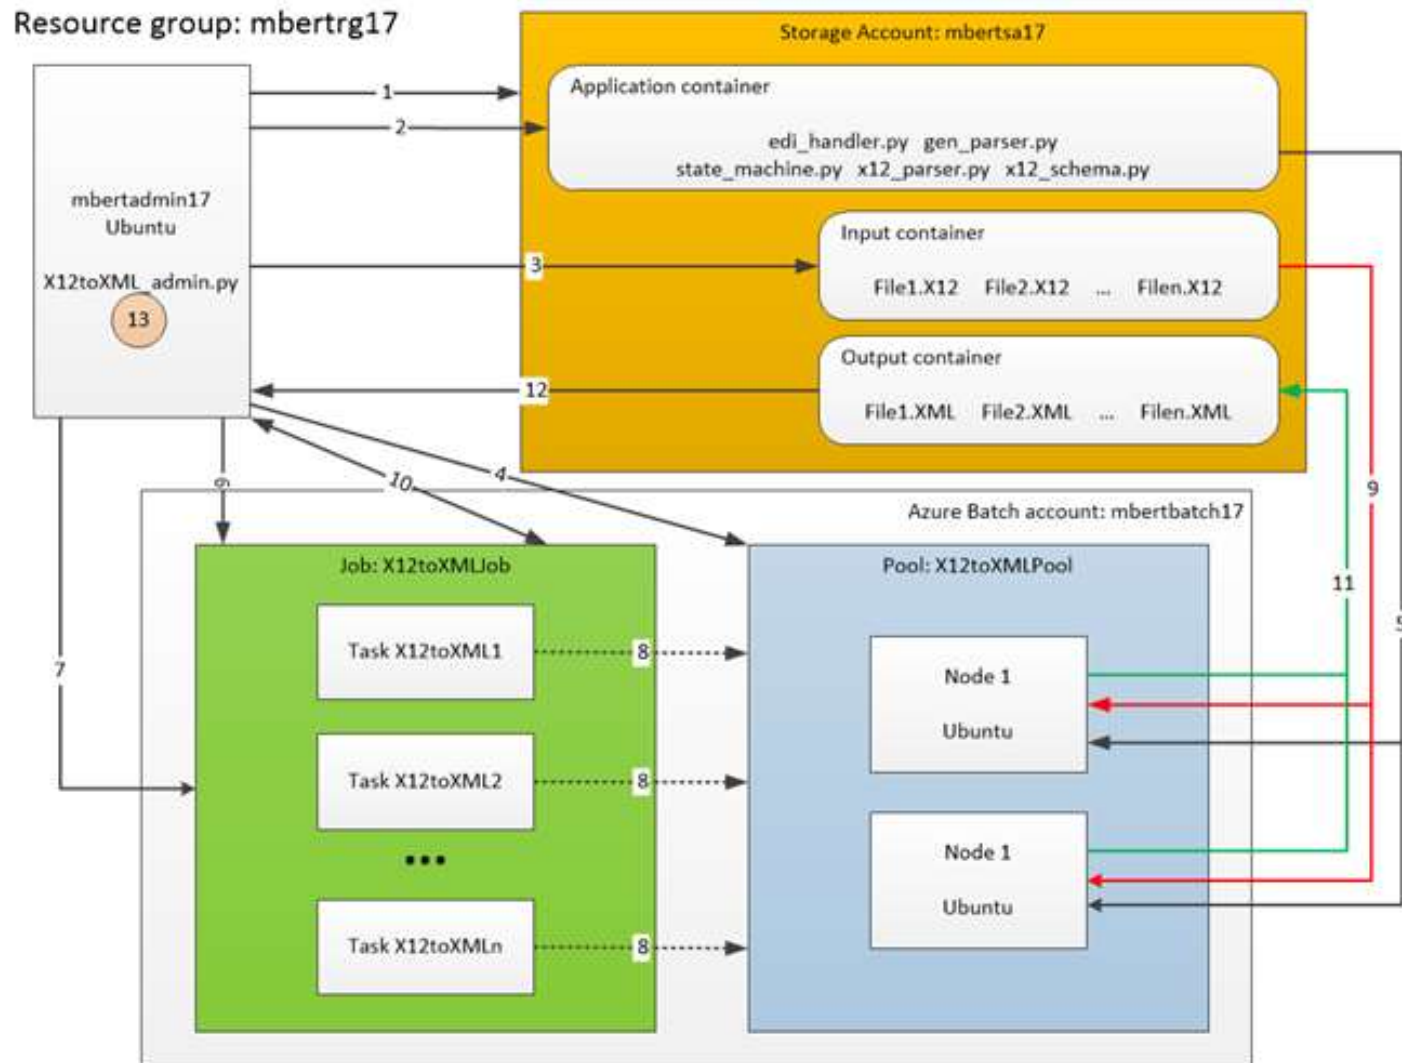 Resource group: mbertrg17
Storage Account: mbertsa17
1
Application container
2
edi_handler.py gen_parser.py
state_machine.py x12_parser.py x12_schema.py
mbertadmin17
Ubuntu
Input container
3
X12toXML_admin.py
File1.X12 File2.X12 ... Filen.X12
13
Output container
12
File1.XML File2.XML ... Filen.XML
6
10
4
9
Azure Batch account: mbertbatch17
Job: X12toXMLJob
Pool: X12toXMLPool
11
5
Task X12toXML1
8
7
Node 1
Ubuntu
Task X12toXML2
8
Node 1
Ubuntu
Task X12toXMLn
8